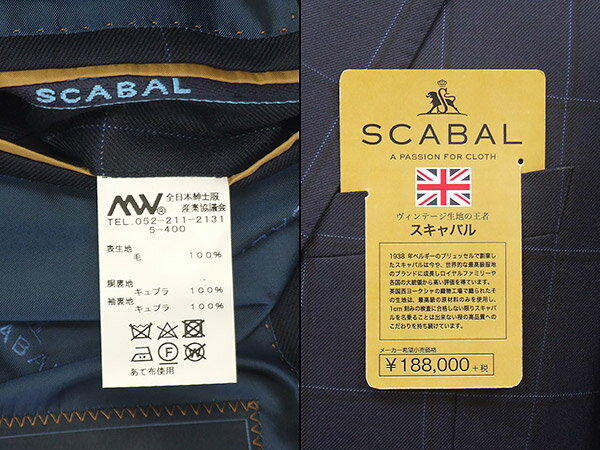 SCABAL
MW 全日本紳士服
産業協議会
TEL.052-211-2131
5-400
表生地
毛 100%
胴裏地
キュプラ 100%
袖裏地
キュプラ 100%
あて布使用
SCABAL
SCABAL
A PASSION FOR CLOTH
ヴィンテージ生地の王者
スキャバル
1938年ベルギーのブリュッセルで創業し
たスキャバルは今や、世界的な最高級服地
のブランドに成長しロイヤルファミリーや
各国の大統領から高い評価を得ています。
英国西ヨークシャの織物工場で織られたそ
の生地は、最高級の原材料のみを使用し、
1cm刻みの検査に合格しない限りスキャバル
を名乗ることは出来ない程の高品質への
こだわりを持ち続けています。
メーカー希望小売価格
¥188,000+税